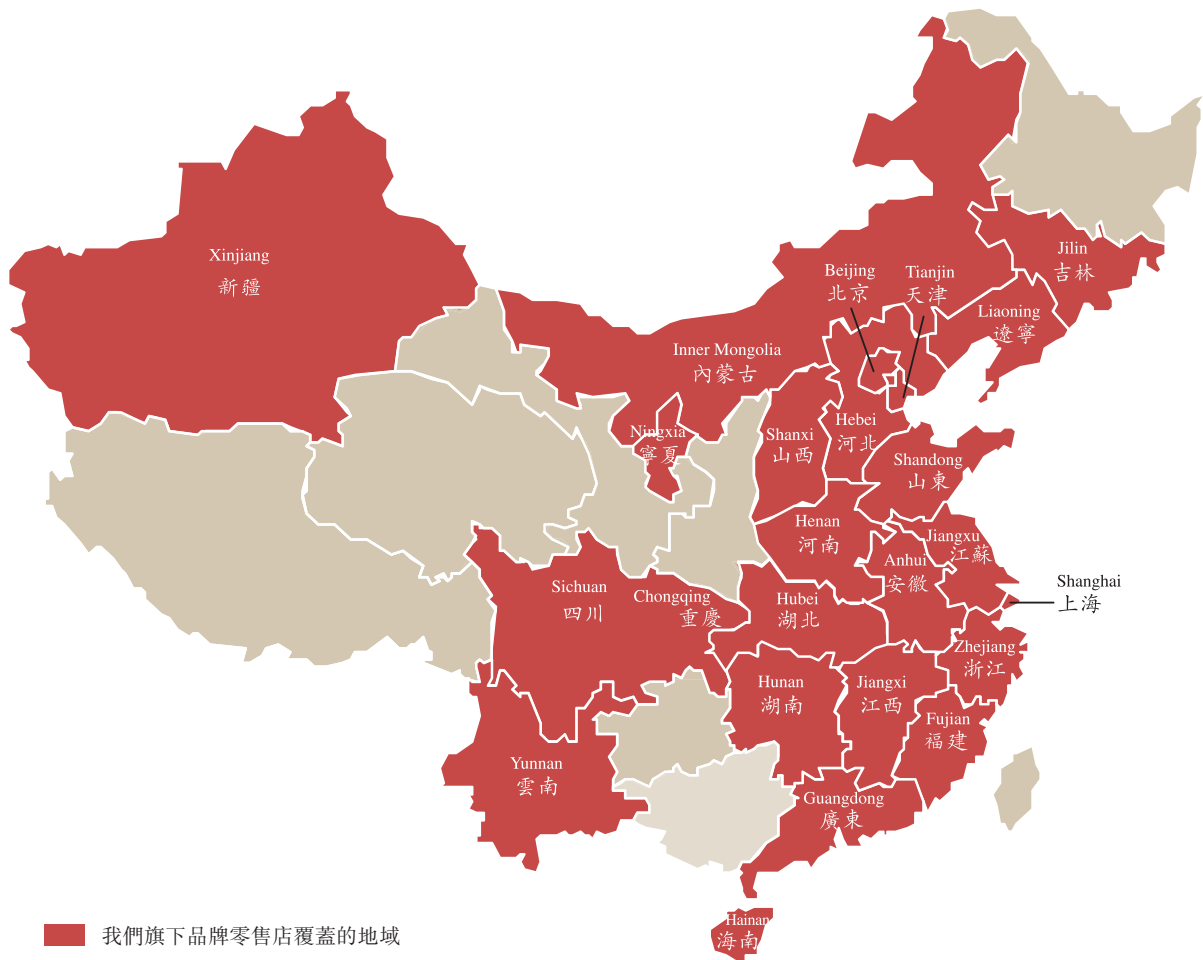 Xinjiang
新疆
Jilin
吉林
Beijing
北京
Tianjin
天津
Liaoning
遼寧
Inner Mongolia
內蒙古
Ningxia
寧夏
Shanxi
山西
Hebei
河北
Shandong
山東
Henan
河南
Jiangxu
江蘇
Anhui
安徽
Shanghai
上海
Sichuan
四川
Chongqing
重慶
Hubei
湖北
Zhejiang
浙江
Hunan
湖南
Jiangxi
江西
Fujian
福建
Yunnan
雲南
Guangdong
廣東
Hainan
海南
我們旗下品牌零售店覆蓋的地域